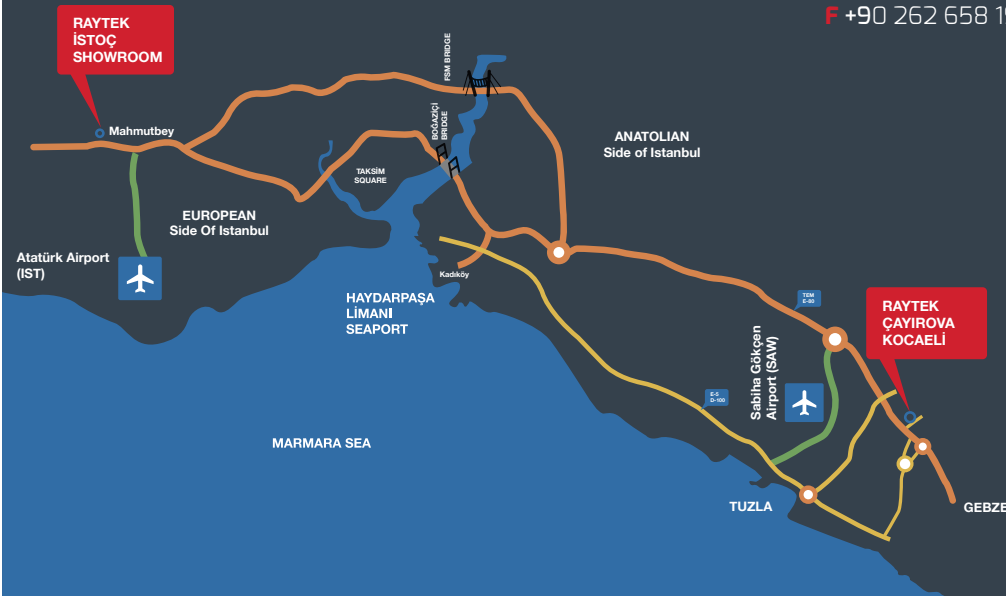 F +90 262 658 19
RAYTEK
İSTOÇ
SHOWROOM
FSM BRIDGE
Mahmutbey
BOĞAZİÇİ
BRIDGE
ANATOLIAN
Side of Istanbul
TAKSİM
SQUARE
EUROPEAN
Side Of Istanbul
Atatürk Airport
(IST)
Kadıköy
HAYDARPAŞA
LİMANI
SEAPORT
TEM
E-80
RAYTEK
ÇAYIROVA
KOCAELİ
Sabiha Gökçen
Airport (SAW)
E-5
D-100
MARMARA SEA
TUZLA
GEBZE